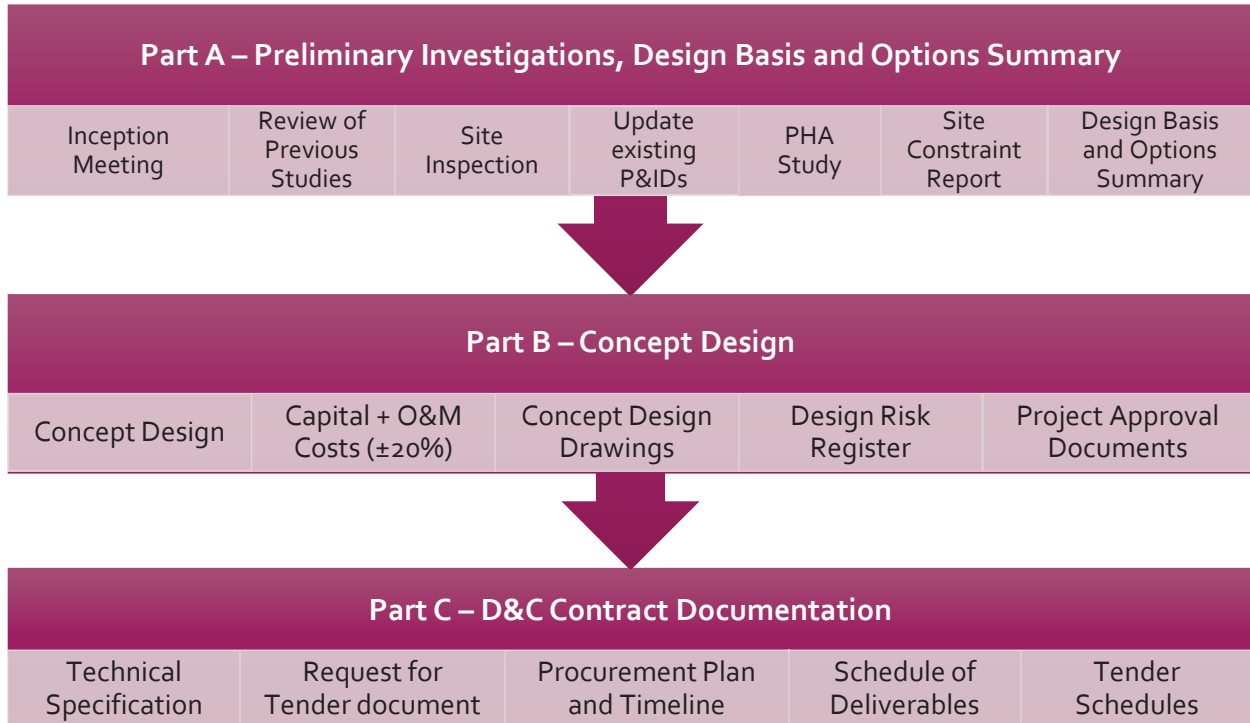 Part A – Preliminary Investigations, Design Basis and Options Summary
Inception
Meeting
Review of
Previous
Studies
Site
Inspection
Update
existing
P&IDs
PHA
Study
Site
Constraint
Report
Design Basis
and Options
Summary
Part B – Concept Design
Concept Design
Capital + O&M
Costs (±20%)
Concept Design
Drawings
Design Risk
Register
Project Approval
Documents
Part C – D&C Contract Documentation
Technical
Specification
Request for
Tender document
Procurement Plan
and Timeline
Schedule of
Deliverables
Tender
Schedules